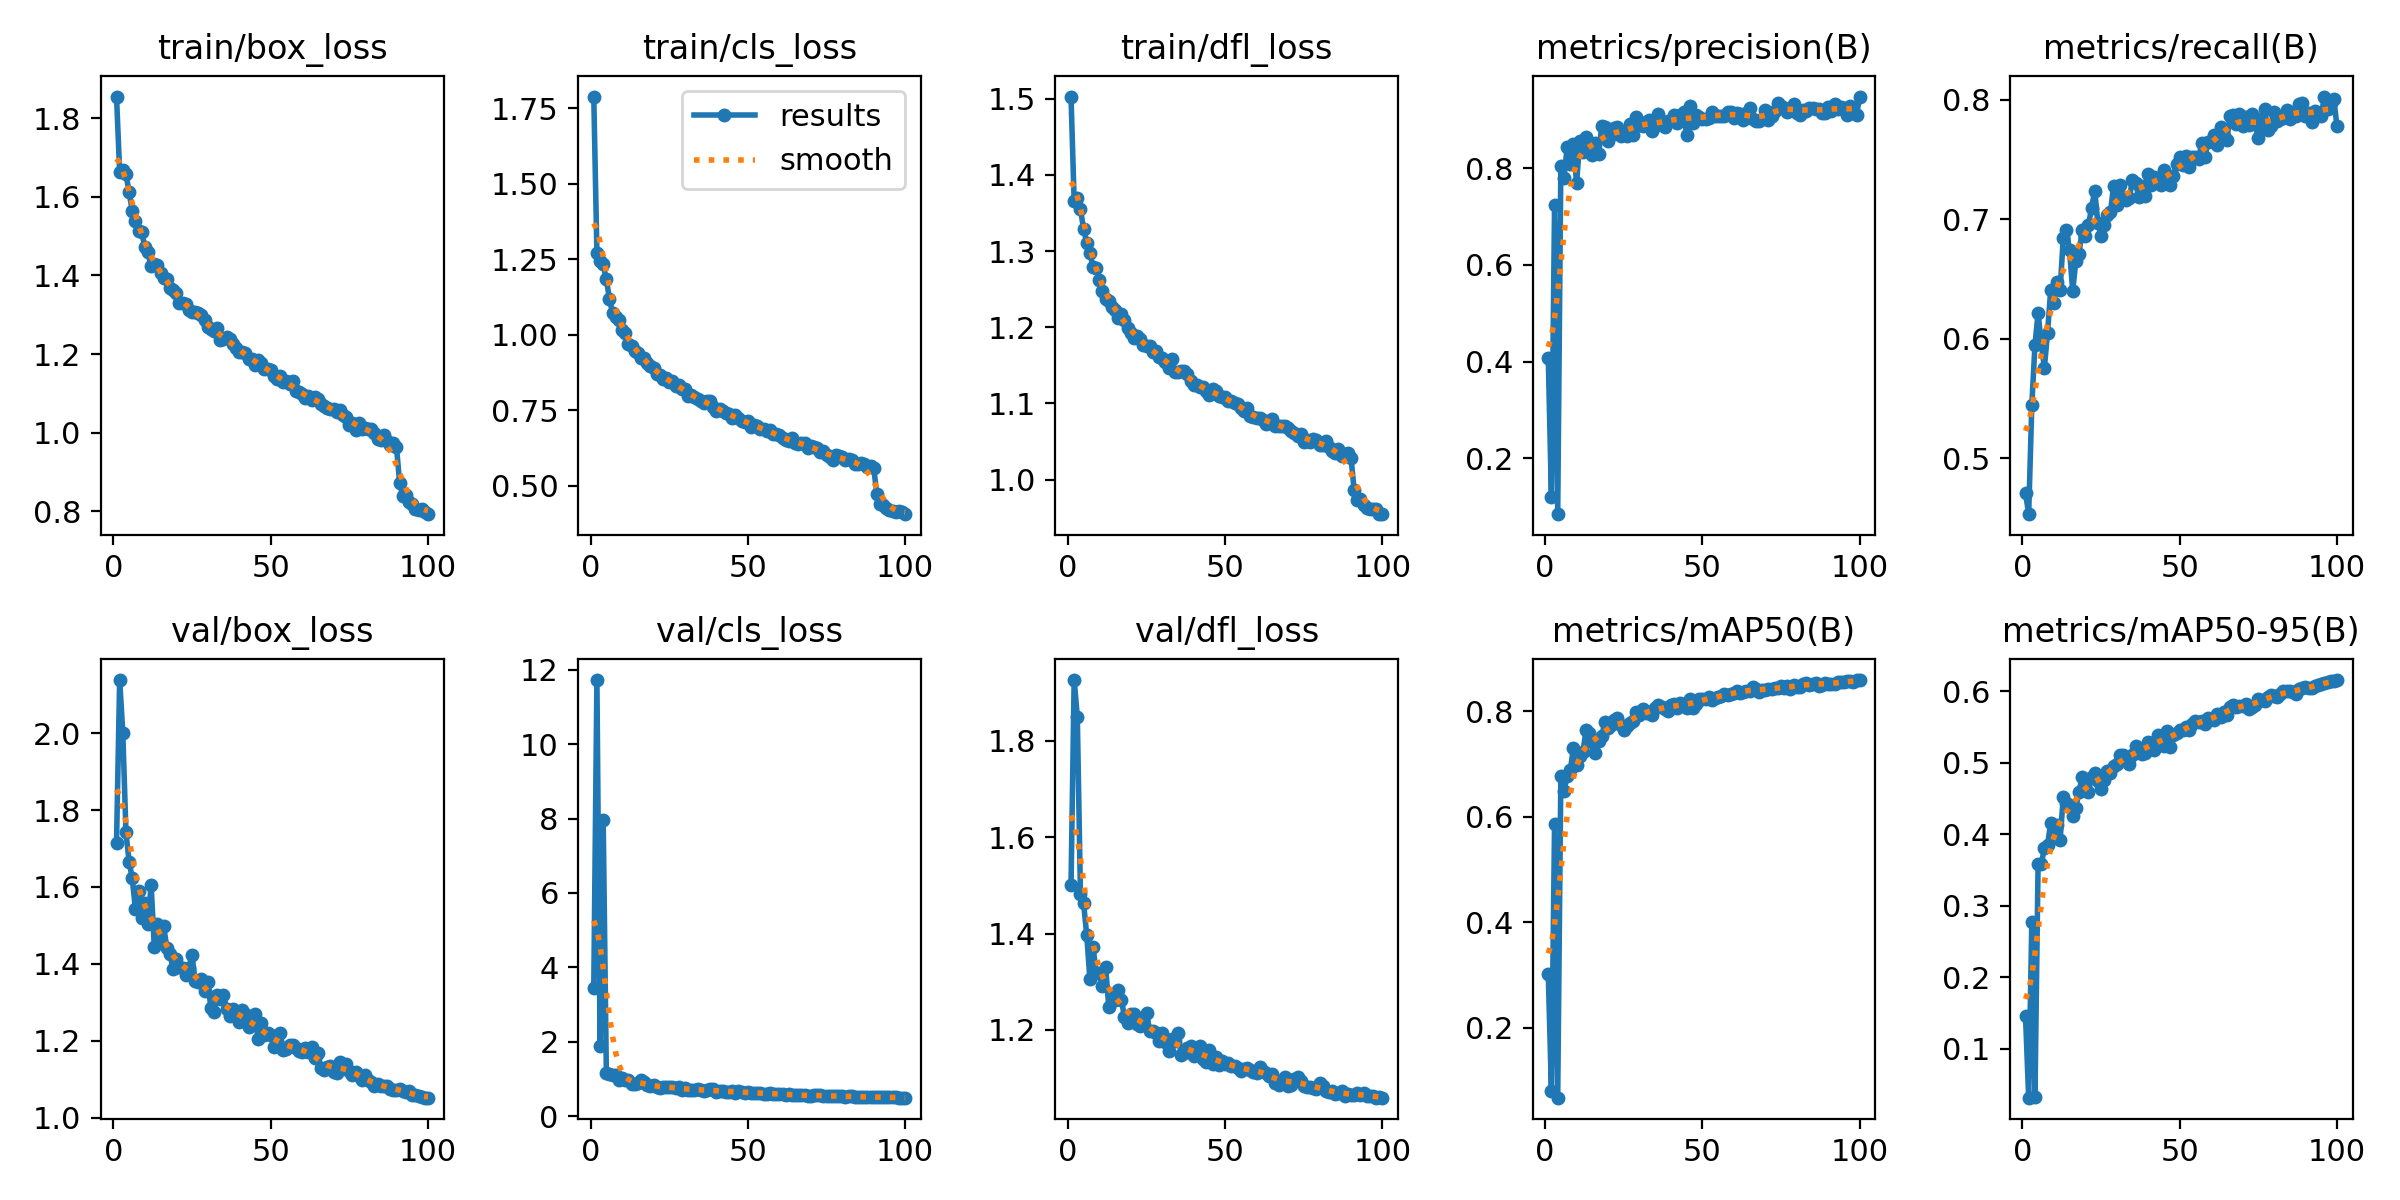 train/box_loss
1.8
1.6
1.4
1.2
1.0
0.8
0 50 100
train/cls_loss
results
smooth
1.75
1.50
1.25
1.00
0.75
0.50
0 50 100
train/dfl_loss
1.5
1.4
1.3
1.2
1.1
1.0
0 50 100
metrics/precision(B)
0.8
0.6
0.4
0.2
0 50 100
metrics/recall(B)
0.8
0.7
0.6
0.5
0 50 100
val/box_loss
2.0
1.8
1.6
1.4
1.2
1.0
0 50 100
val/cls_loss
12
10
8
6
4
2
0
0 50 100
val/dfl_loss
1.8
1.6
1.4
1.2
0 50 100
metrics/mAP50(B)
0.8
0.6
0.4
0.2
0 50 100
metrics/mAP50-95(B)
0.6
0.5
0.4
0.3
0.2
0.1
0 50 100